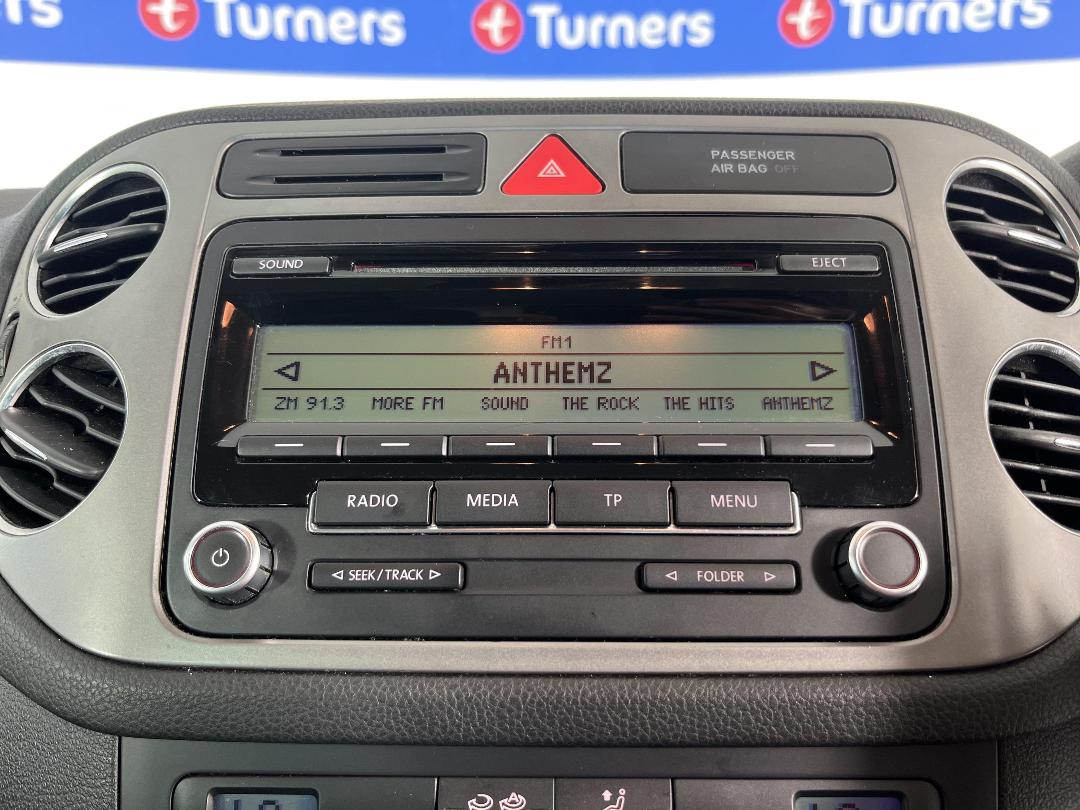 Turners Turners Turners
PASSENGER
AIR BAG OFF
SOUND EJECT
FM1
ANTHEMZ
ZM 91.3 MORE FM SOUND THE ROCK THE HITS ANTHEMZ
RADIO MEDIA TP MENU
SEEK/TRACK FOLDER